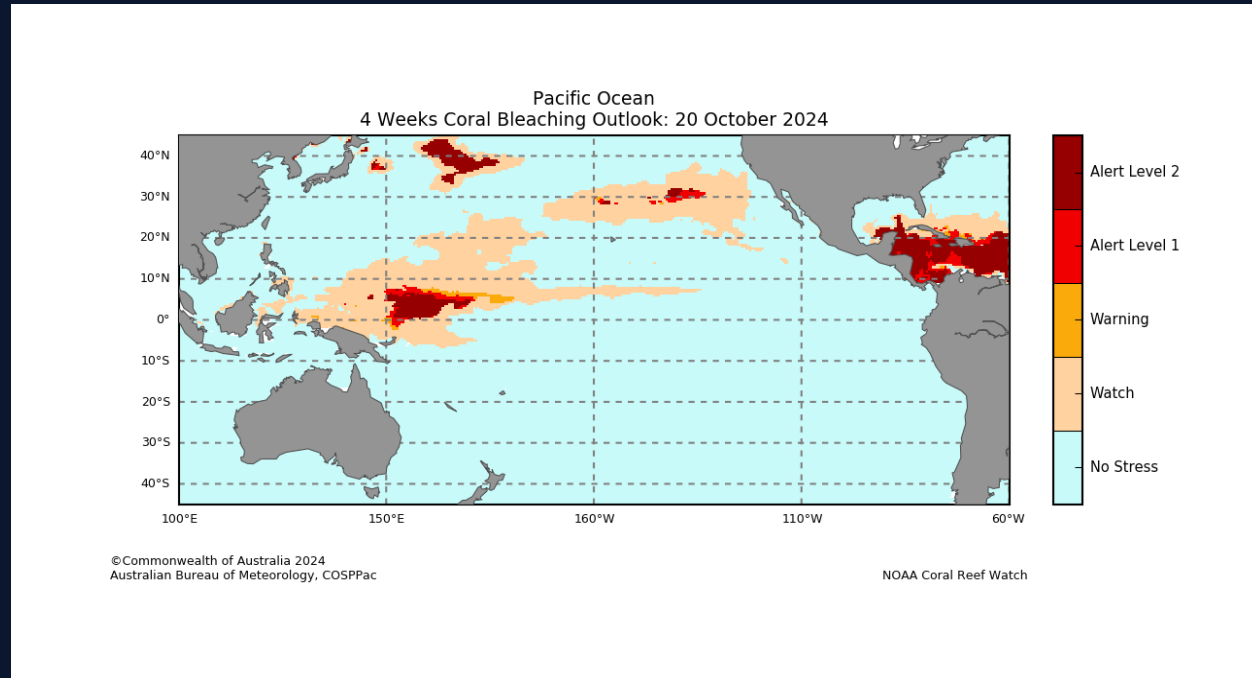 Pacific Ocean
4 Weeks Coral Bleaching Outlook: 20 October 2024
40°N
30°N
20°N
10°N
0°
10°S
20°S
30°S
40°S
100°E 150°E 160°W 110°W 60°W
Alert Level 2
Alert Level 1
Warning
Watch
No Stress
©Commonwealth of Australia 2024
Australian Bureau of Meteorology, COSPPac
NOAA Coral Reef Watch